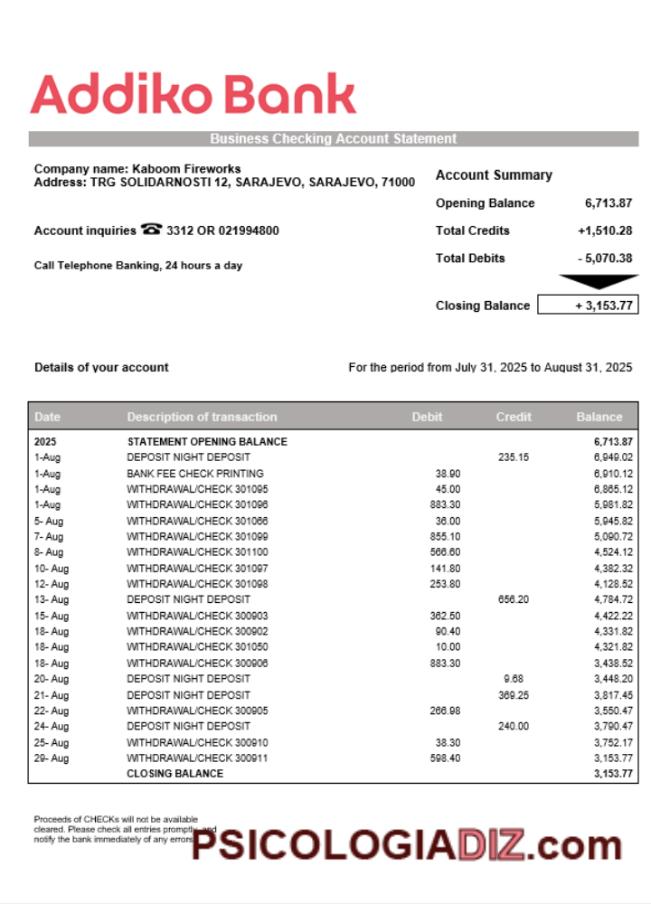 Addiko Bank
Business Checking Account Statement
Company name: Kaboom Fireworks
Address: TRG SOLIDARNOSTI 12, SARAJEVO, SARAJEVO, 71000
Account inquiries ☎ 3312 OR 021994800
Call Telephone Banking, 24 hours a day
Account Summary
Opening Balance 6,713.87
Total Credits +1,510.28
Total Debits - 5,070.38
Closing Balance + 3,153.77
Details of your account For the period from July 31, 2025 to August 31, 2025
Date Description of transaction Debit Credit Balance
2025 STATEMENT OPENING BALANCE 6,713.87
1-Aug DEPOSIT NIGHT DEPOSIT 235.15 6,949.02
1-Aug BANK FEE CHECK PRINTING 38.90 6,910.12
1-Aug WITHDRAWAL/CHECK 301095 45.00 6,865.12
1-Aug WITHDRAWAL/CHECK 301096 883.30 5,981.82
5- Aug WITHDRAWAL/CHECK 301066 36.00 5,945.82
7- Aug WITHDRAWAL/CHECK 301099 855.10 5,090.72
8- Aug WITHDRAWAL/CHECK 301100 566.60 4,524.12
10- Aug WITHDRAWAL/CHECK 301097 141.80 4,382.32
12- Aug WITHDRAWAL/CHECK 301098 253.80 4,128.52
13- Aug DEPOSIT NIGHT DEPOSIT 656.20 4,784.72
15- Aug WITHDRAWAL/CHECK 300903 362.50 4,422.22
18- Aug WITHDRAWAL/CHECK 300902 90.40 4,331.82
18- Aug WITHDRAWAL/CHECK 301050 10.00 4,321.82
18- Aug WITHDRAWAL/CHECK 300906 883.30 3,438.52
20- Aug DEPOSIT NIGHT DEPOSIT 9.68 3,448.20
21- Aug DEPOSIT NIGHT DEPOSIT 369.25 3,817.45
22- Aug WITHDRAWAL/CHECK 300905 266.98 3,550.47
24- Aug DEPOSIT NIGHT DEPOSIT 240.00 3,790.47
25- Aug WITHDRAWAL/CHECK 300910 38.30 3,752.17
29- Aug WITHDRAWAL/CHECK 300911 598.40 3,153.77
CLOSING BALANCE 3,153.77
Proceeds of CHECKs will not be available
cleared. Please check all entries promptly and
notify the bank immediately of any errors
PSICOLOGIADIZ.com